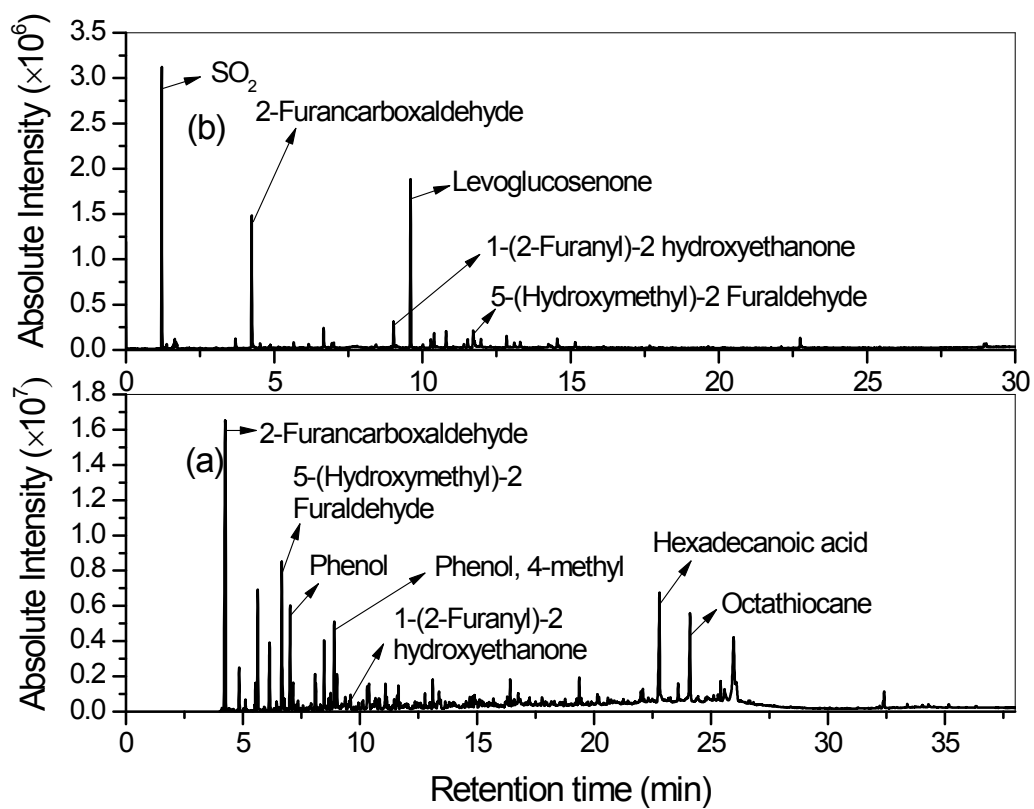 Absolute Intensity (×10⁶)
3.5
3.0
2.5
2.0
1.5
1.0
0.5
0.0
SO₂
(b)
2-Furancarboxaldehyde
Levoglucosenone
1-(2-Furanyl)-2 hydroxyethanone
5-(Hydroxymethyl)-2 Furaldehyde
0 5 10 15 20 25 30
Absolute Intensity (×10⁷)
1.8
1.6
1.4
1.2
1.0
0.8
0.6
0.4
0.2
0.0
2-Furancarboxaldehyde
(a)
5-(Hydroxymethyl)-2
Furaldehyde
Phenol
Phenol, 4-methyl
1-(2-Furanyl)-2
hydroxyethanone
Hexadecanoic acid
Octathiocane
0 5 10 15 20 25 30 35
Retention time (min)